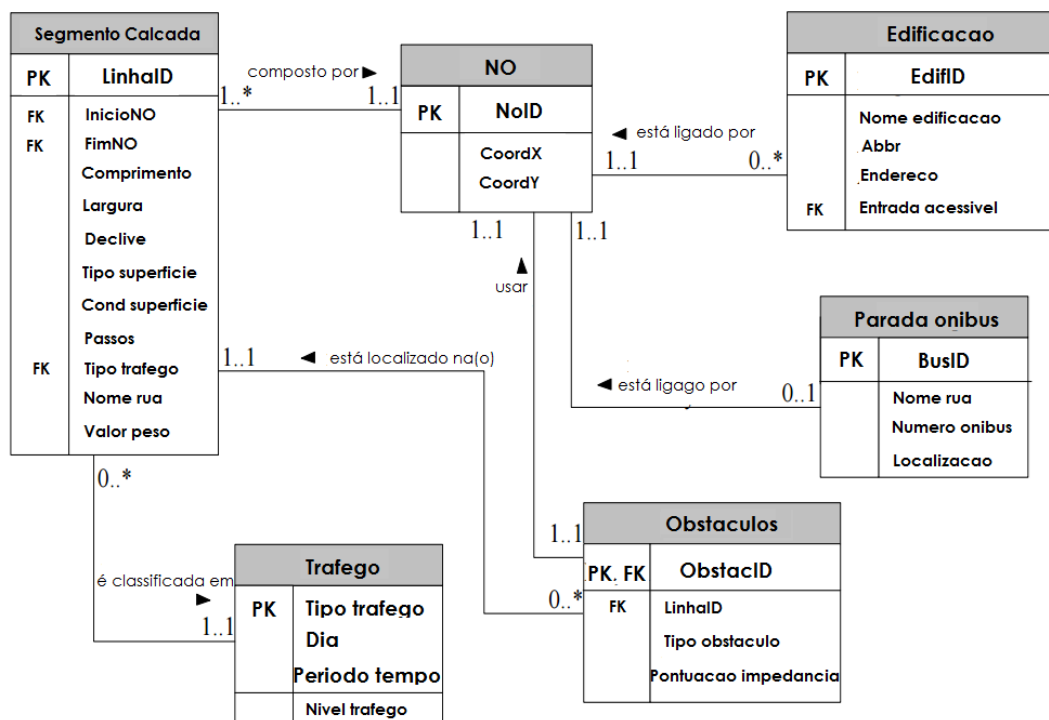 Segmento Calcada
PK LinhaID
FK InicioNO
FK FimNO
Comprimento
Largura
Declive
Tipo superficie
Cond superficie
Passos
FK Tipo trafego
Nome rua
Valor peso
composto por
1..*
1..1
NO
PK NoID
CoordX
CoordY
está ligado por
1..1
0..*
Edificacao
PK EdifID
Nome edificacao
Abbr
Endereco
FK Entrada acessivel
1..1
1..1
usar
1..1
está localizado na(o)
está ligago por
0..1
Parada onibus
PK BusID
Nome rua
Numero onibus
Localizacao
0..*
é classificada em
1..1
Trafego
PK Tipo trafego
Dia
Periodo tempo
Nivel trafego
1..1
0..*
Obstaculos
PK, FK ObstacID
FK LinhaID
Tipo obstaculo
Pontuacao impedancia